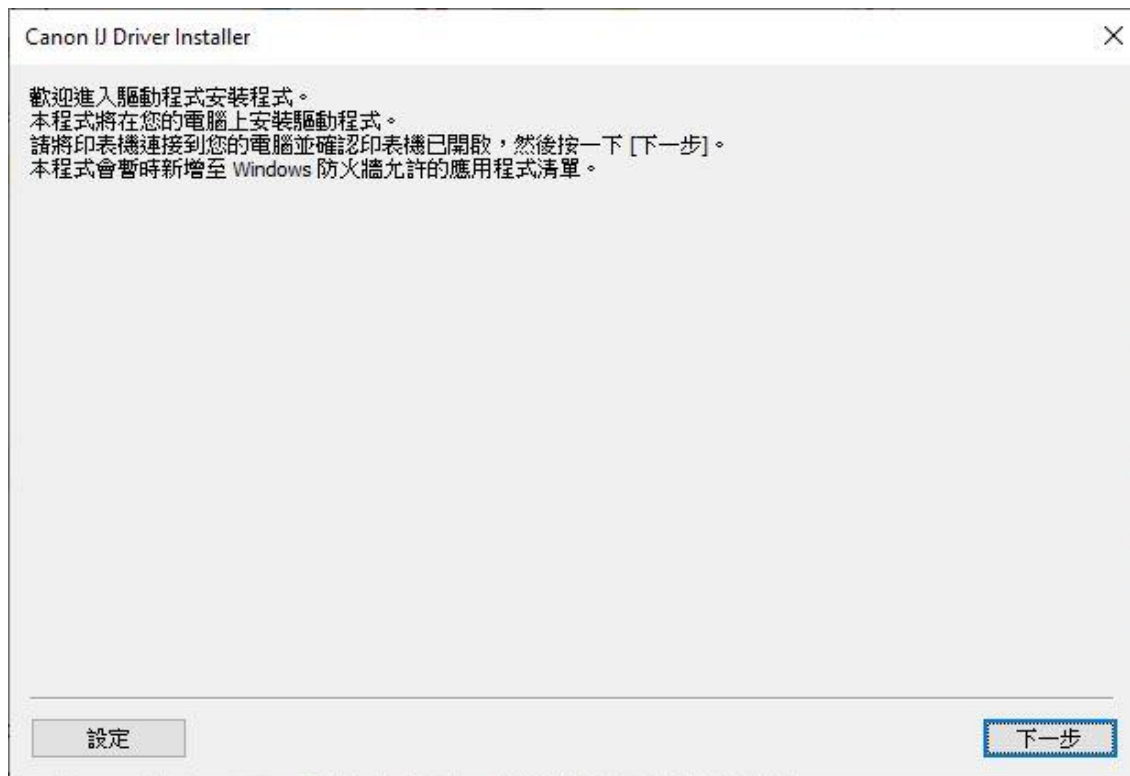 Canon IJ Driver Installer
歡迎進入驅動程式安裝程式。
本程式將在您的電腦上安裝驅動程式。
請將印表機連接到您的電腦並確認印表機已開啟，然後按一下 [下一步]。
本程式會暫時新增至 Windows 防火牆允許的應用程式清單。
設定
下一步